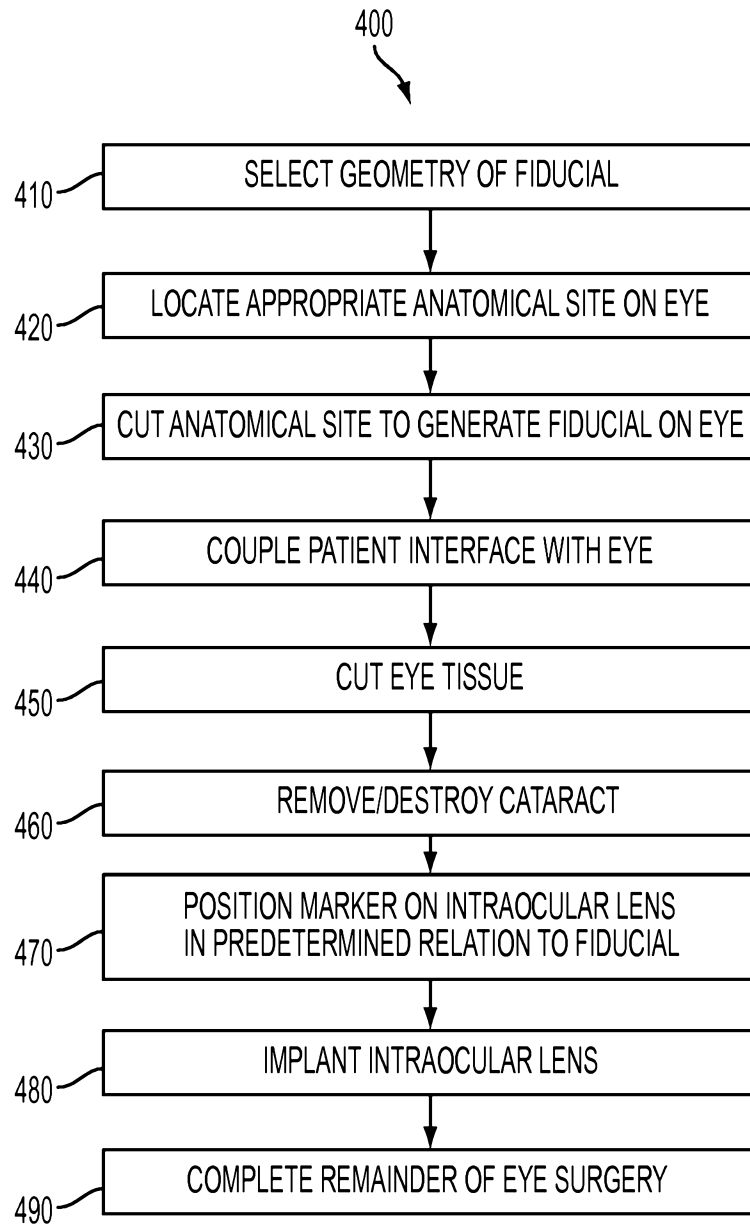 400
410
SELECT GEOMETRY OF FIDUCIAL
420
LOCATE APPROPRIATE ANATOMICAL SITE ON EYE
430
CUT ANATOMICAL SITE TO GENERATE FIDUCIAL ON EYE
440
COUPLE PATIENT INTERFACE WITH EYE
450
CUT EYE TISSUE
460
REMOVE/DESTROY CATARACT
470
POSITION MARKER ON INTRAOCULAR LENS
IN PREDETERMINED RELATION TO FIDUCIAL
480
IMPLANT INTRAOCULAR LENS
490
COMPLETE REMAINDER OF EYE SURGERY